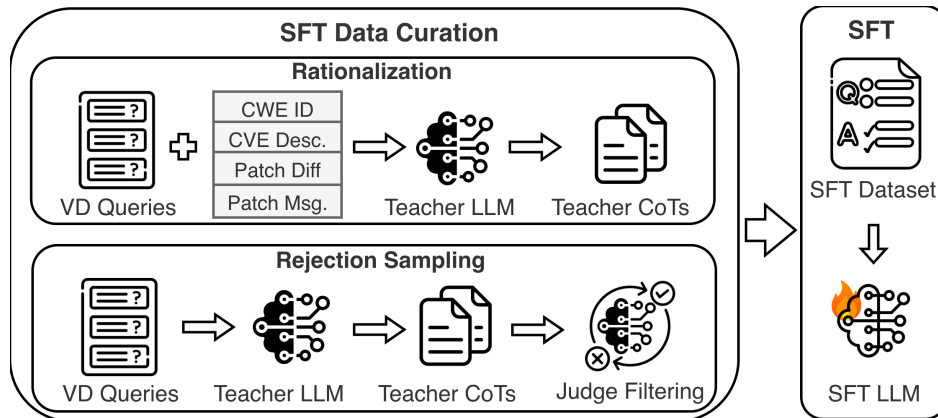 SFT Data Curation
Rationalization
?
?
?
VD Queries
CWE ID
CVE Desc.
Patch Diff
Patch Msg.
Teacher LLM
Teacher CoTs
Rejection Sampling
?
?
?
VD Queries
Teacher LLM
Teacher CoTs
Judge Filtering
SFT
Q
A
SFT Dataset
SFT LLM